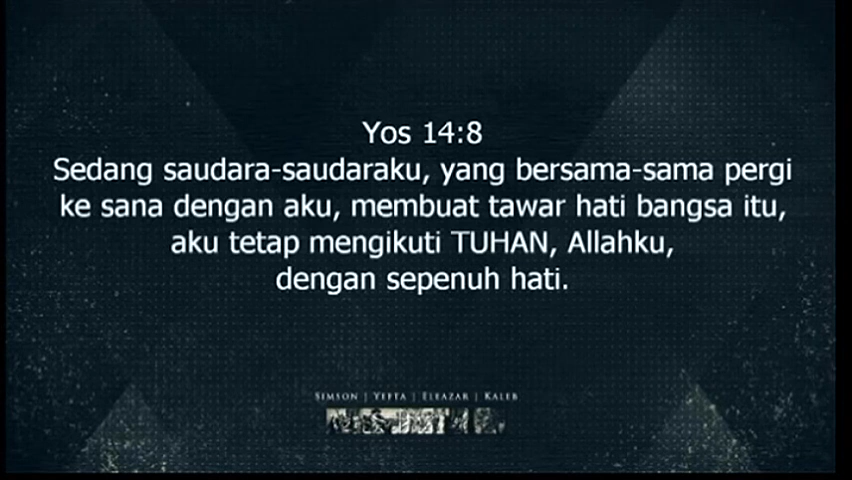 Yos 14:8
Sedang saudara-saudaraku, yang bersama-sama pergi
ke sana dengan aku, membuat tawar hati bangsa itu,
aku tetap mengikuti TUHAN, Allahku,
dengan sepenuh hati.
SIMSON | YEFTA | ELEAZAR | KALEB